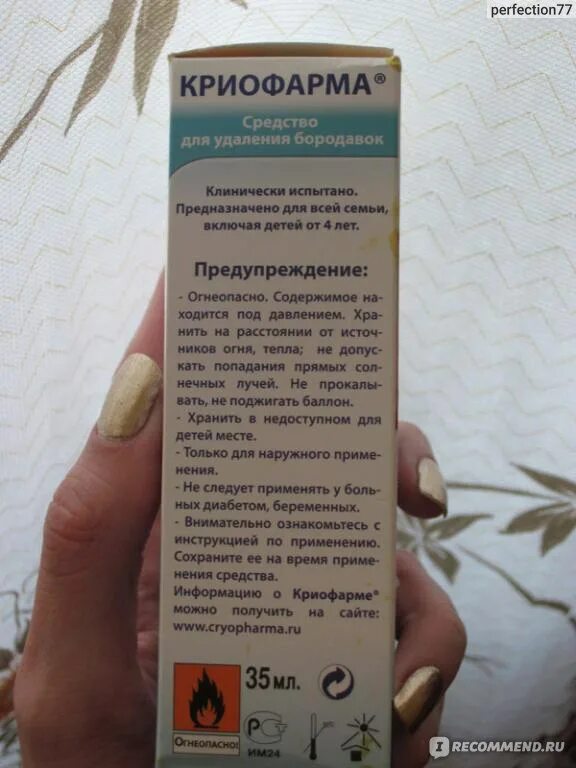 perfection77
КРИОФАРМА®
Средство
для удаления бородавок
Клинически испытано.
Предназначено для всей семьи,
включая детей от 4 лет.
Предупреждение:
- Огнеопасно. Содержимое на-
ходится под давлением. Хра-
нить на расстоянии от источ-
ников огня, тепла; не допус-
кать попадания прямых сол-
нечных лучей. Не прокалы-
вать, не поджигать баллон.
- Хранить в недоступном для
детей месте.
- Только для наружного приме-
нения.
- Не следует применять у боль-
ных диабетом, беременных.
- Внимательно ознакомьтесь с
инструкцией по применению.
Сохраните ее на время приме-
нения средства.
Информацию о Криофарме®
можно получить на сайте:
www.cryopharma.ru
35 мл.
ОГНЕОПАСНО!
ИМ24
I RECOMMEND.RU